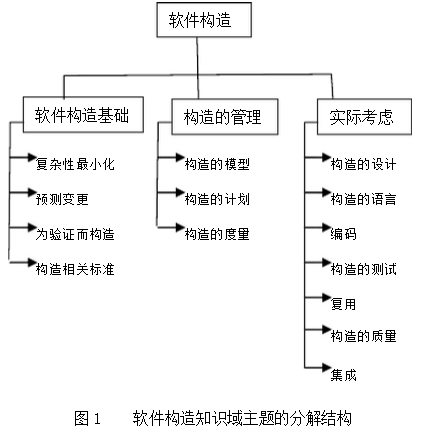 软件构造
软件构造基础
复杂性最小化
预测变更
为验证而构造
构造相关标准
构造的管理
构造的模型
构造的计划
构造的度量
实际考虑
构造的设计
构造的语言
编码
构造的测试
复用
构造的质量
集成
图1 软件构造知识域主题的分解结构